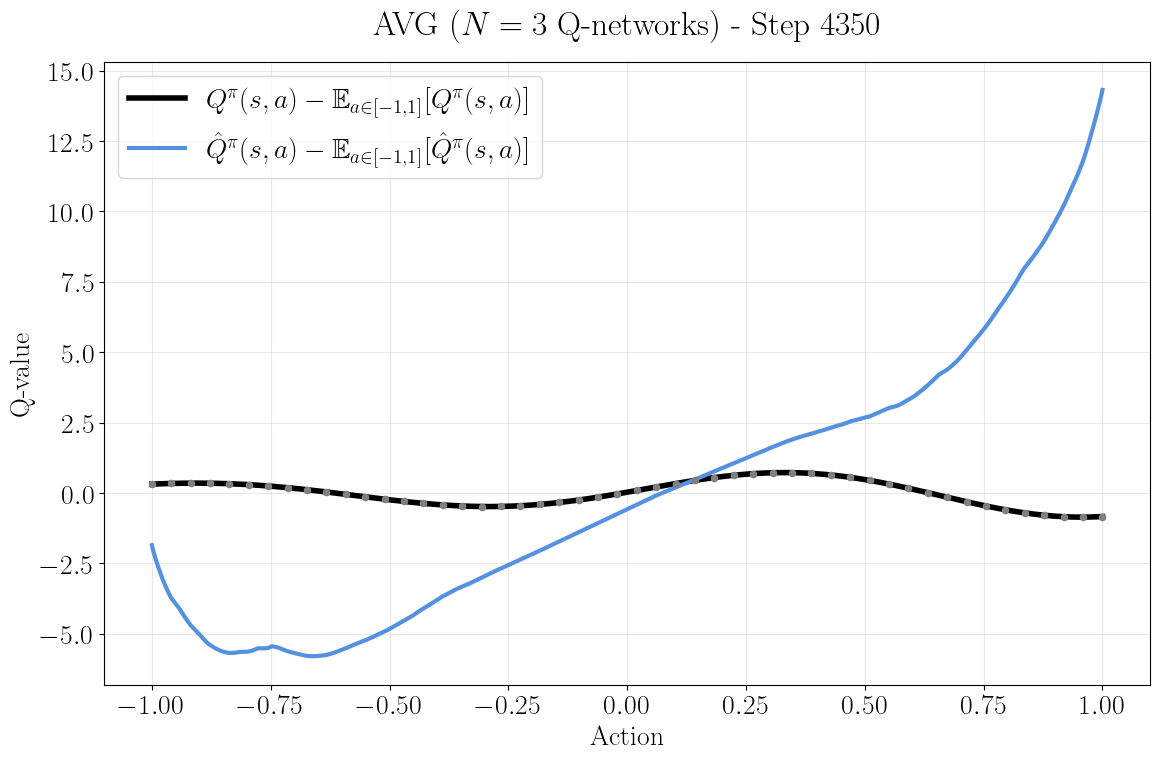 AVG (N = 3 Q-networks) - Step 4350
Q^π(s, a) − 𝔼_{a∈[−1,1]}[Q^π(s, a)]
Q̂^π(s, a) − 𝔼_{a∈[−1,1]}[Q̂^π(s, a)]
15.0
12.5
10.0
7.5
5.0
2.5
0.0
−2.5
−5.0
Q-value
−1.00 −0.75 −0.50 −0.25 0.00 0.25 0.50 0.75 1.00
Action